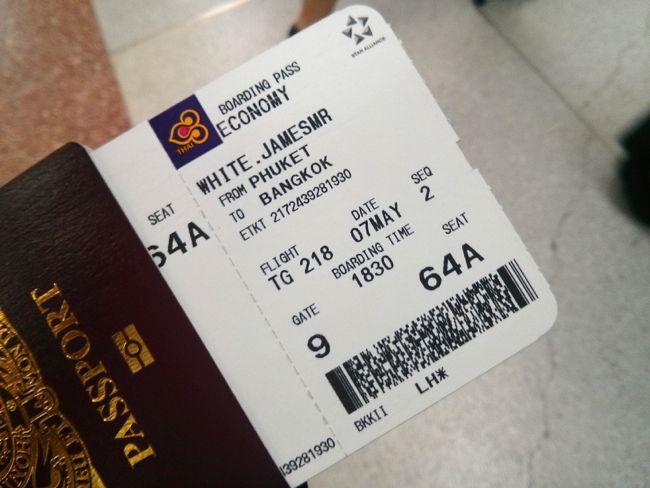 STAR ALLIANCE
THAI
BOARDING PASS
ECONOMY
WHITE.JAMESMR
FROM PHUKET
TO BANGKOK
ETKT 2172439281930
FLIGHT DATE SEQ
TG 218 07MAY 2
BOARDING TIME SEAT
1830 64A
GATE
9
BKKII LH*
SEAT
64A
39281930
PASSPORT